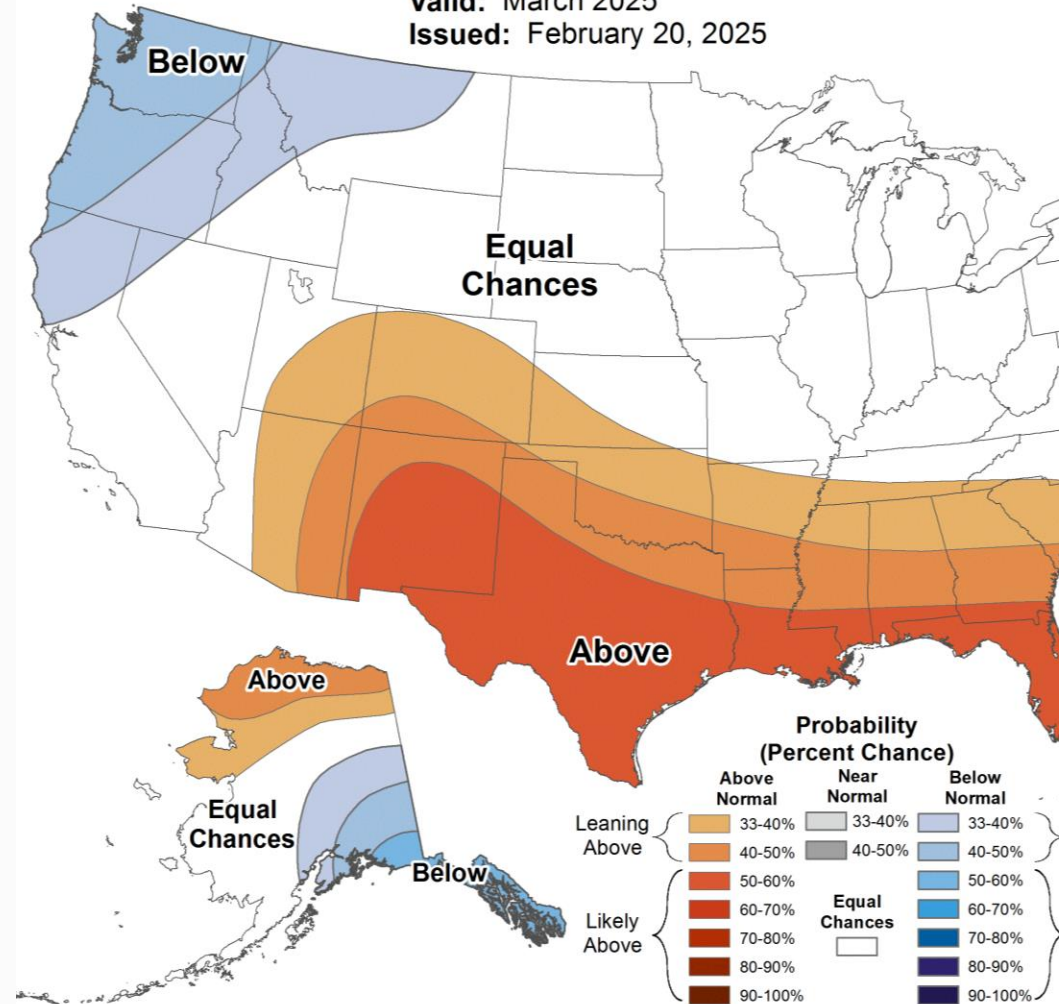 Valid: March 2025
Issued: February 20, 2025
Below
Equal
Chances
Above
Above
Equal
Chances
Below
Probability
(Percent Chance)
Above
Normal
Near
Normal
Below
Normal
Leaning
Above
33-40%
33-40%
33-40%
40-50%
40-50%
40-50%
Likely
Above
50-60%
50-60%
60-70%
Equal
Chances
60-70%
70-80%
70-80%
80-90%
80-90%
90-100%
90-100%